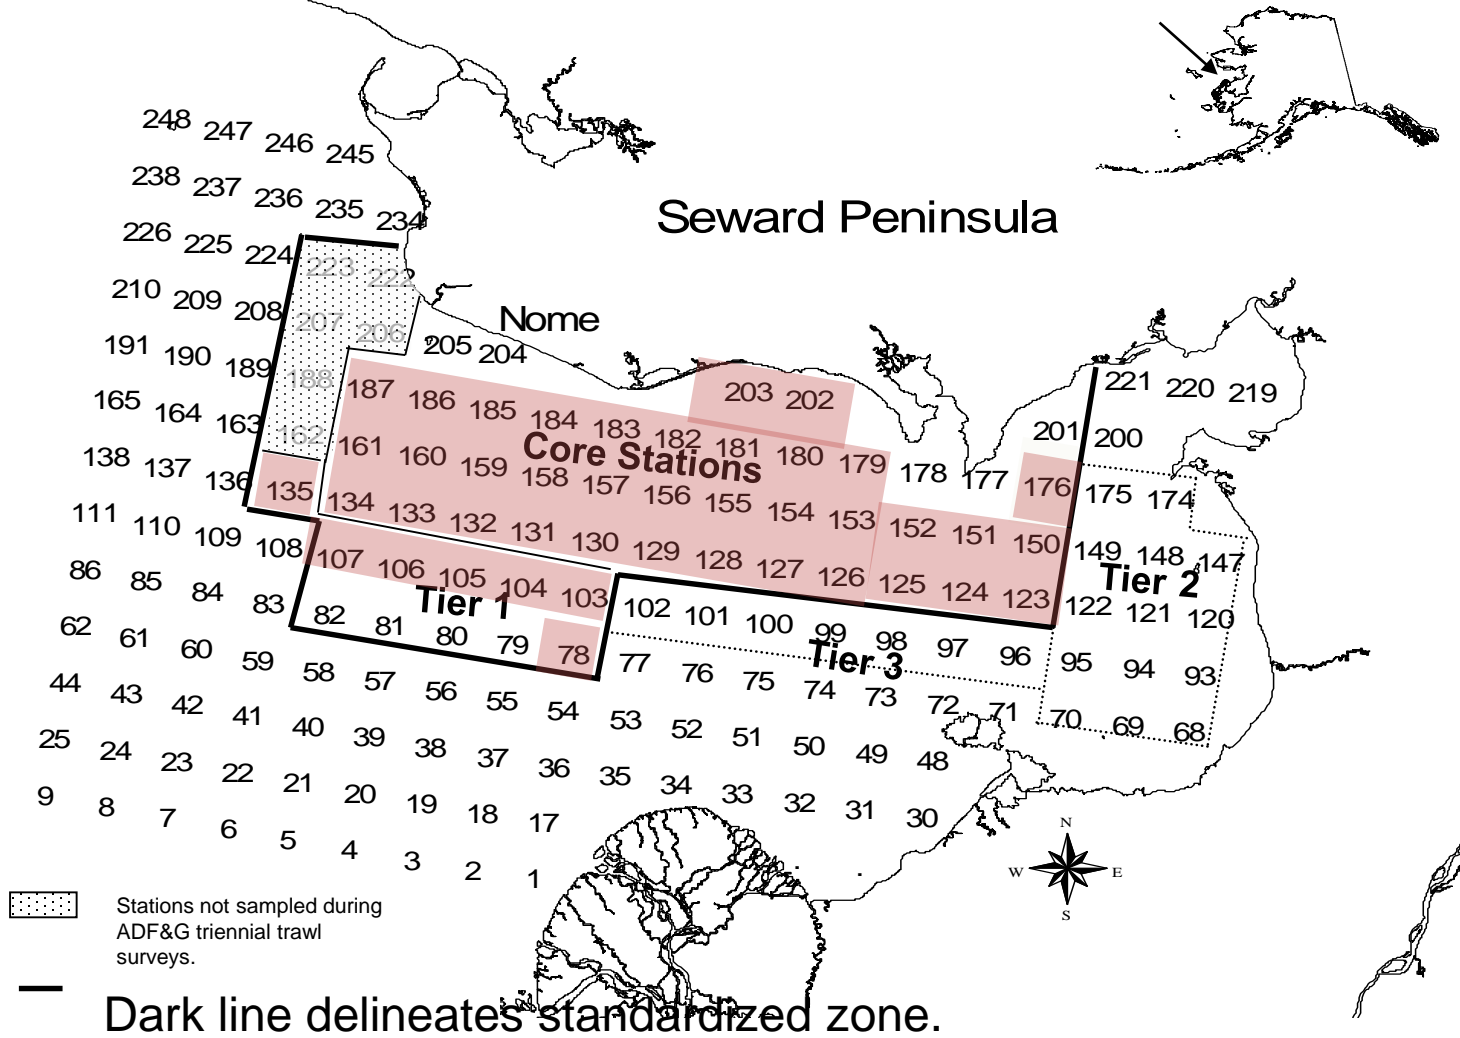 248 247 246 245
238 237 236 235 234
Seward Peninsula
226 225 224 223 222
210 209 208 207 206
Nome
205 204
191 190 189 188
187 186 185 184 183 182 181 180 179 178 177 176 175 174
203 202
221 220 219
201 200
165 164 163 162
161 160 159 158 157 156 155 154 153 152 151 150 149 148 147
Core Stations
138 137 136 135
134 133 132 131 130 129 128 127 126 125 124 123 122 121 120
Tier 2
111 110 109 108 107 106 105 104 103 102 101 100 99 98 97 96 95 94 93
Tier 1
Tier 3
86 85 84 83 82 81 80 79 78 77 76 75 74 73 72 71 70 69 68
62 61 60 59 58 57 56 55 54 53 52 51 50 49 48
44 43 42 41 40 39 38 37 36 35 34 33 32 31 30
25 24 23 22 21 20 19 18 17
9 8 7 6 5 4 3 2 1
N
W E
S
Stations not sampled during
ADF&G triennial trawl
surveys.
Dark line delineates standardized zone.